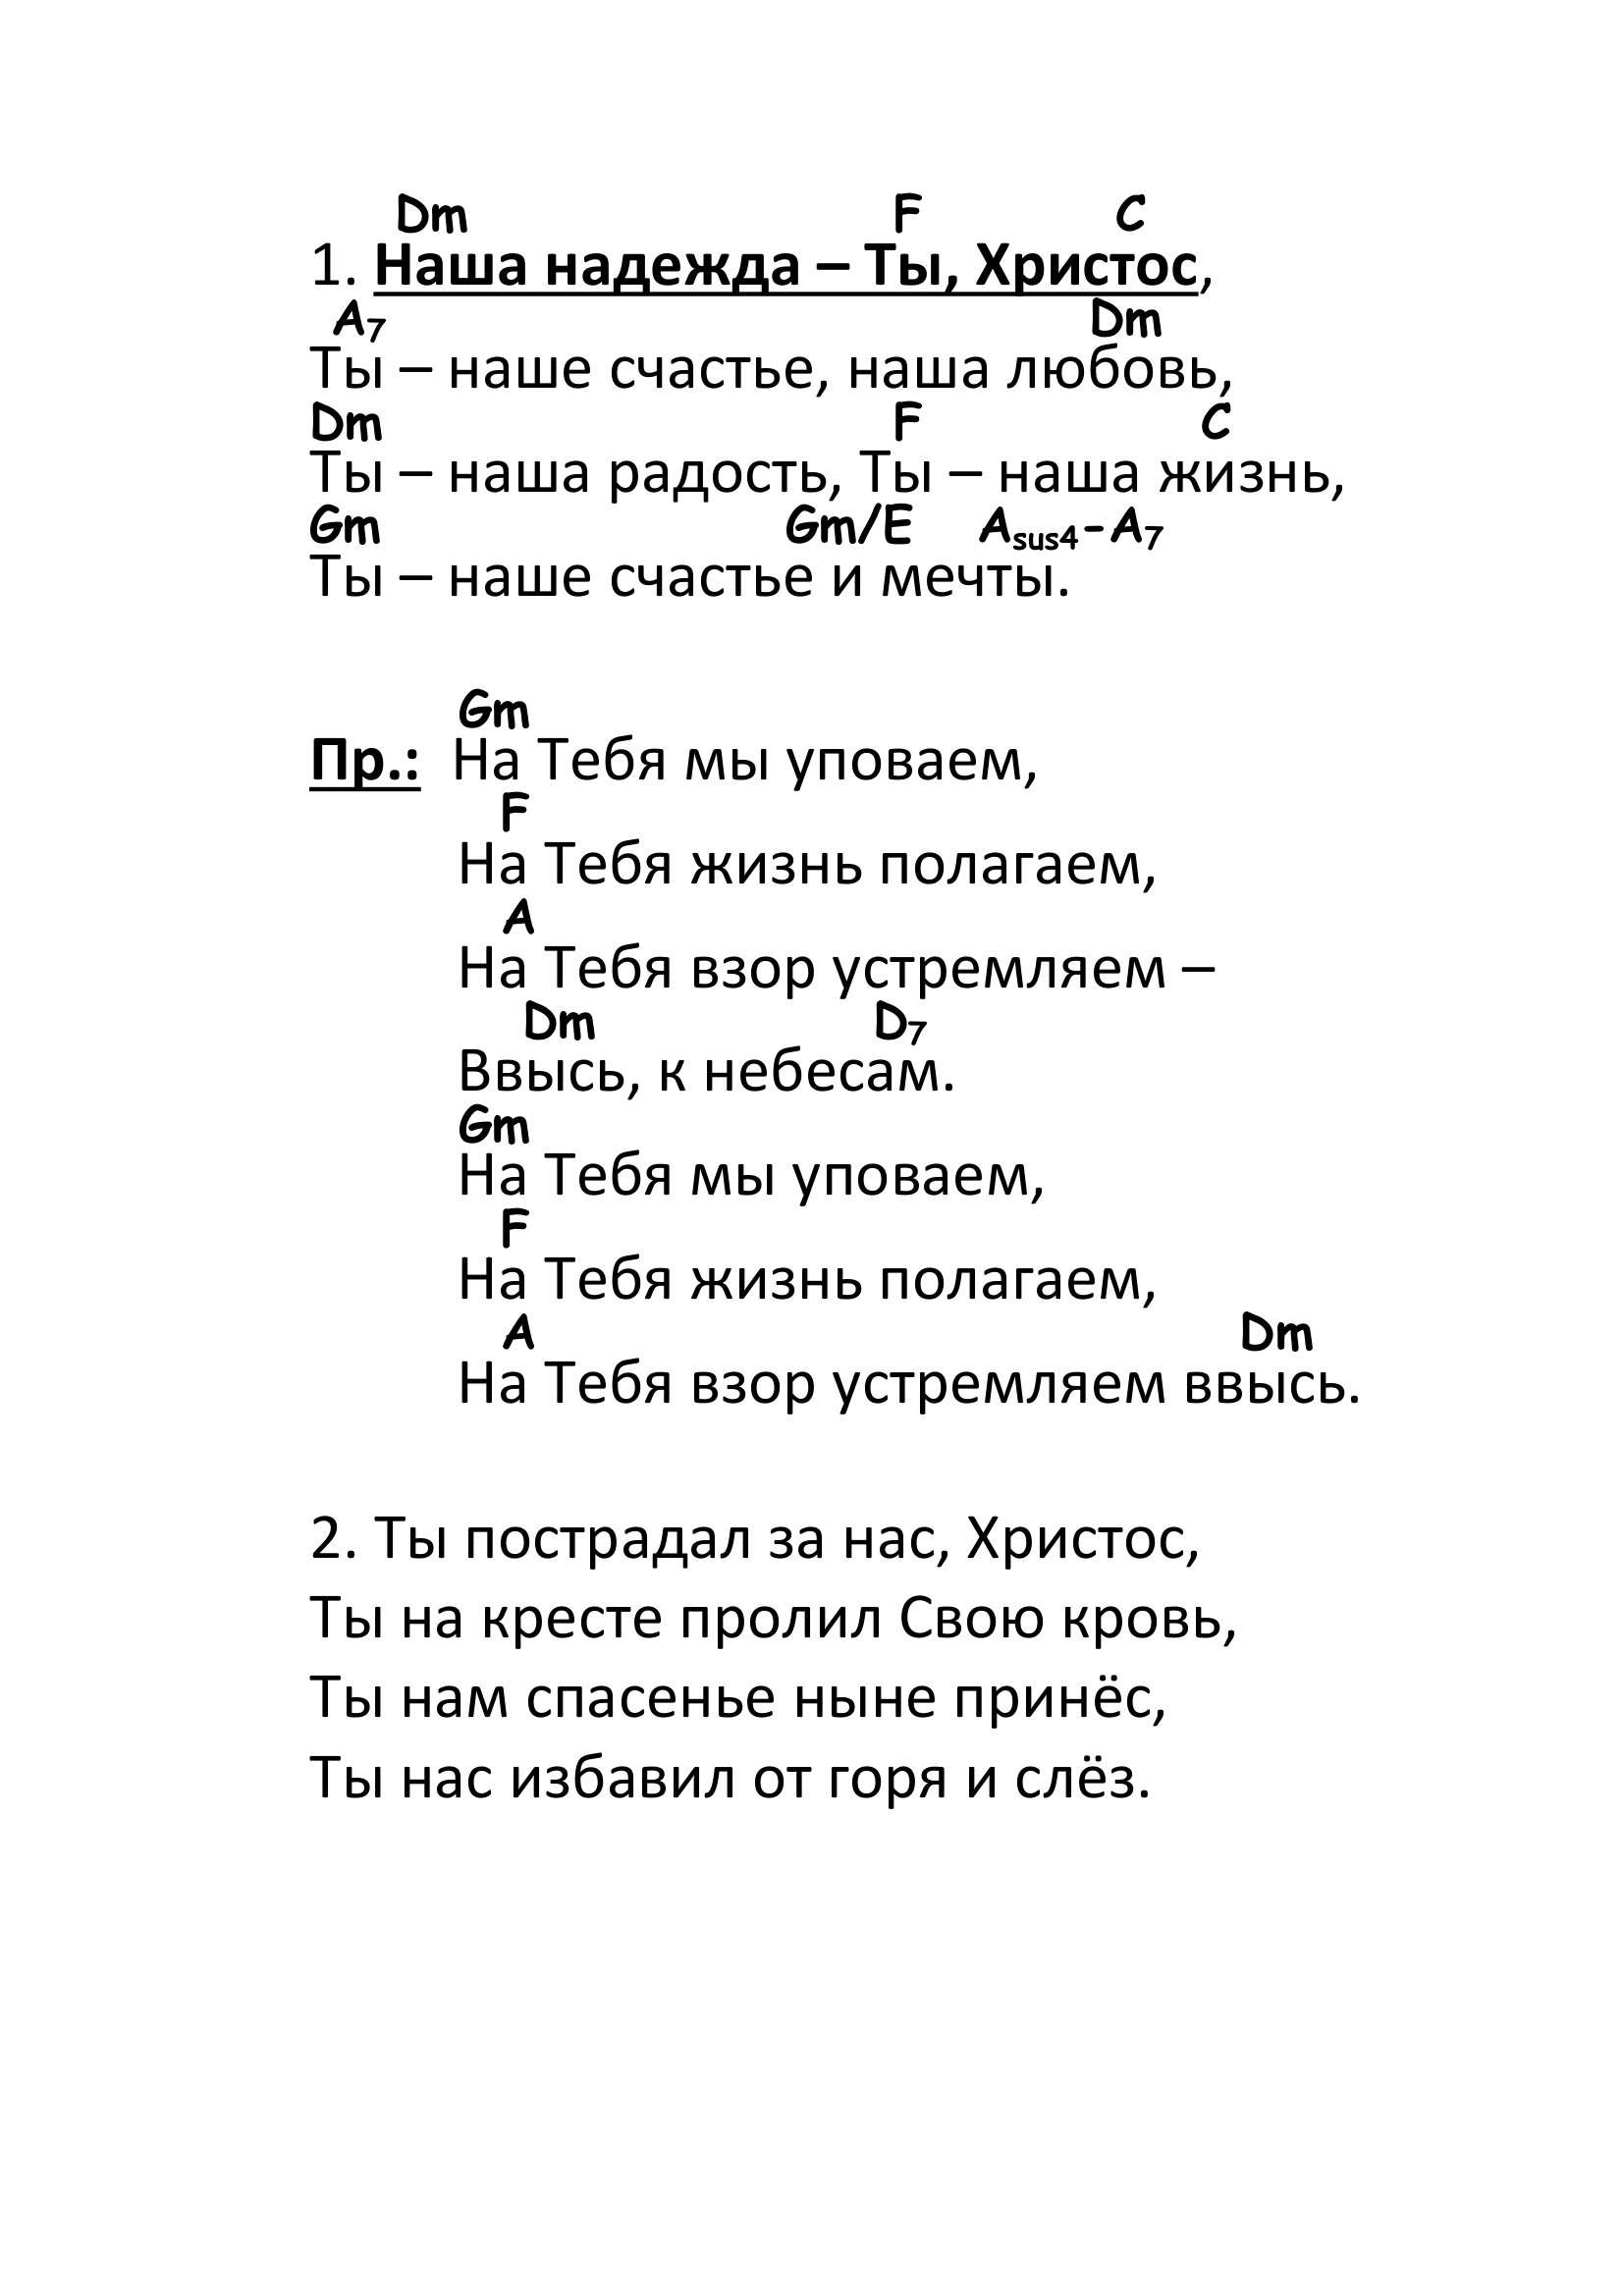 Dm F C
1. Наша надежда – Ты, Христос,
A7 Dm
Ты – наше счастье, наша любовь,
Dm F C
Ты – наша радость, Ты – наша жизнь,
Gm Gm/E Asus4-A7
Ты – наше счастье и мечты.
Gm
Пр.: На Тебя мы уповаем,
F
На Тебя жизнь полагаем,
A
На Тебя взор устремляем –
Dm D7
Ввысь, к небесам.
Gm
На Тебя мы уповаем,
F
На Тебя жизнь полагаем,
A Dm
На Тебя взор устремляем ввысь.
2. Ты пострадал за нас, Христос,
Ты на кресте пролил Свою кровь,
Ты нам спасенье ныне принёс,
Ты нас избавил от горя и слёз.